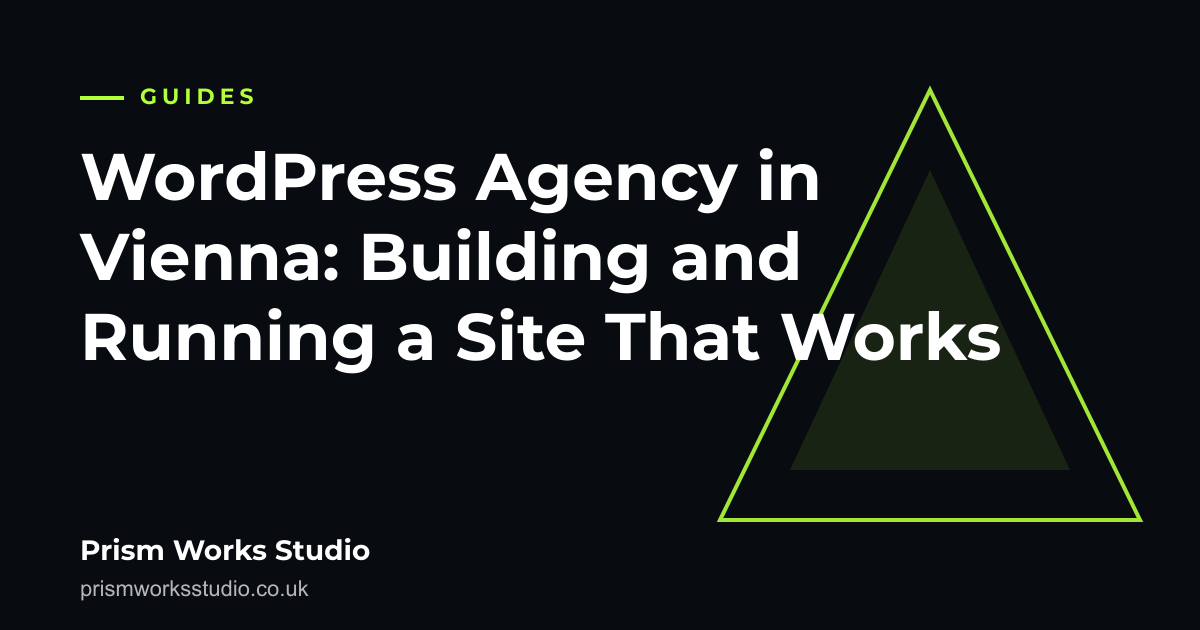 GUIDES
WordPress Agency in
Vienna: Building and
Running a Site That Works
Prism Works Studio
prismworksstudio.co.uk